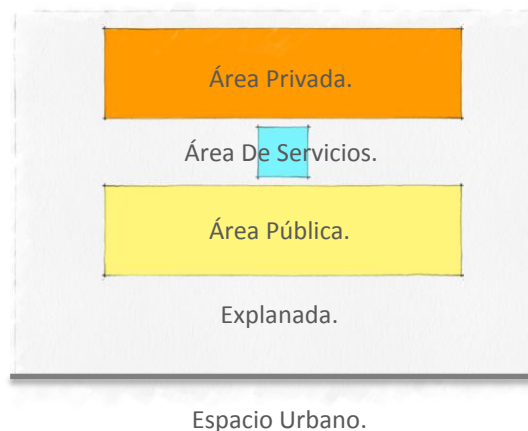 Área Privada.
Área De Servicios.
Área Pública.
Explanada.
Espacio Urbano.